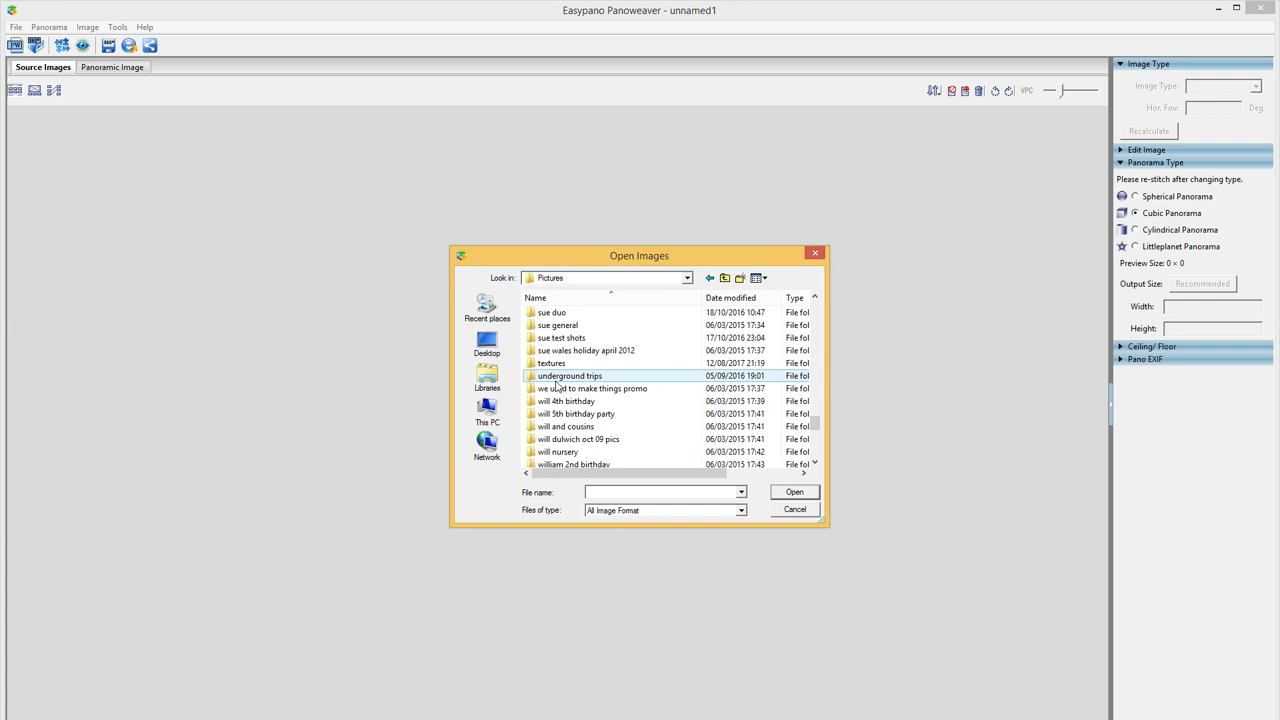 Easypano Panoweaver - unnamed1
File Panorama Image Tools Help
Source Images Panoramic Image
VPC
Image Type
Image Type:
Hor. Fov: Deg
Recalculate
Edit Image
Panorama Type
Please re-stitch after changing type.
Spherical Panorama
Cubic Panorama
Cylindrical Panorama
Littleplanet Panorama
Preview Size: 0 × 0
Output Size: Recommended
Width:
Height:
Ceiling/ Floor
Pano EXIF
Open Images
Look in: Pictures
Recent places
Desktop
Libraries
This PC
Network
Name Date modified Type
sue duo 18/10/2016 10:47 File fol
sue general 06/03/2015 17:34 File fol
sue test shots 17/10/2016 23:04 File fol
sue wales holiday april 2012 06/03/2015 17:37 File fol
textures 12/08/2017 21:19 File fol
underground trips 05/09/2016 19:01 File fol
we used to make things promo 06/03/2015 17:37 File fol
will 4th birthday 06/03/2015 17:39 File fol
will 5th birthday party 06/03/2015 17:41 File fol
will and cousins 06/03/2015 17:41 File fol
will dulwich oct 09 pics 06/03/2015 17:41 File fol
will nursery 06/03/2015 17:42 File fol
william 2nd birthday 06/03/2015 17:43 File fol
File name: Open
Files of type: All Image Format Cancel